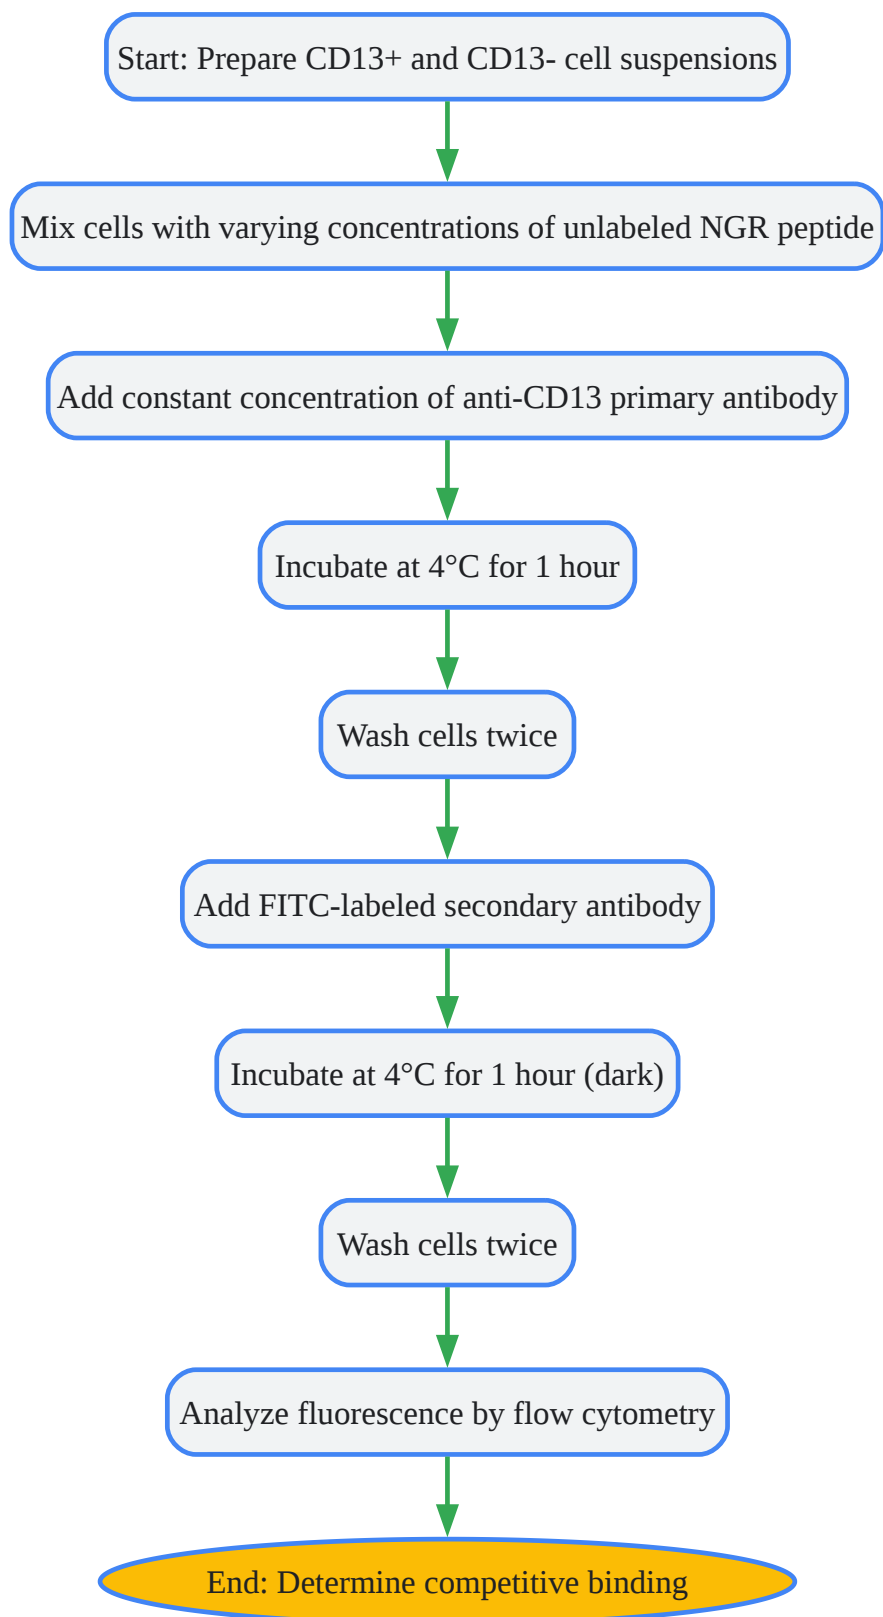 Start: Prepare CD13+ and CD13- cell suspensions
Mix cells with varying concentrations of unlabeled NGR peptide
Add constant concentration of anti-CD13 primary antibody
Incubate at 4°C for 1 hour
Wash cells twice
Add FITC-labeled secondary antibody
Incubate at 4°C for 1 hour (dark)
Wash cells twice
Analyze fluorescence by flow cytometry
End: Determine competitive binding